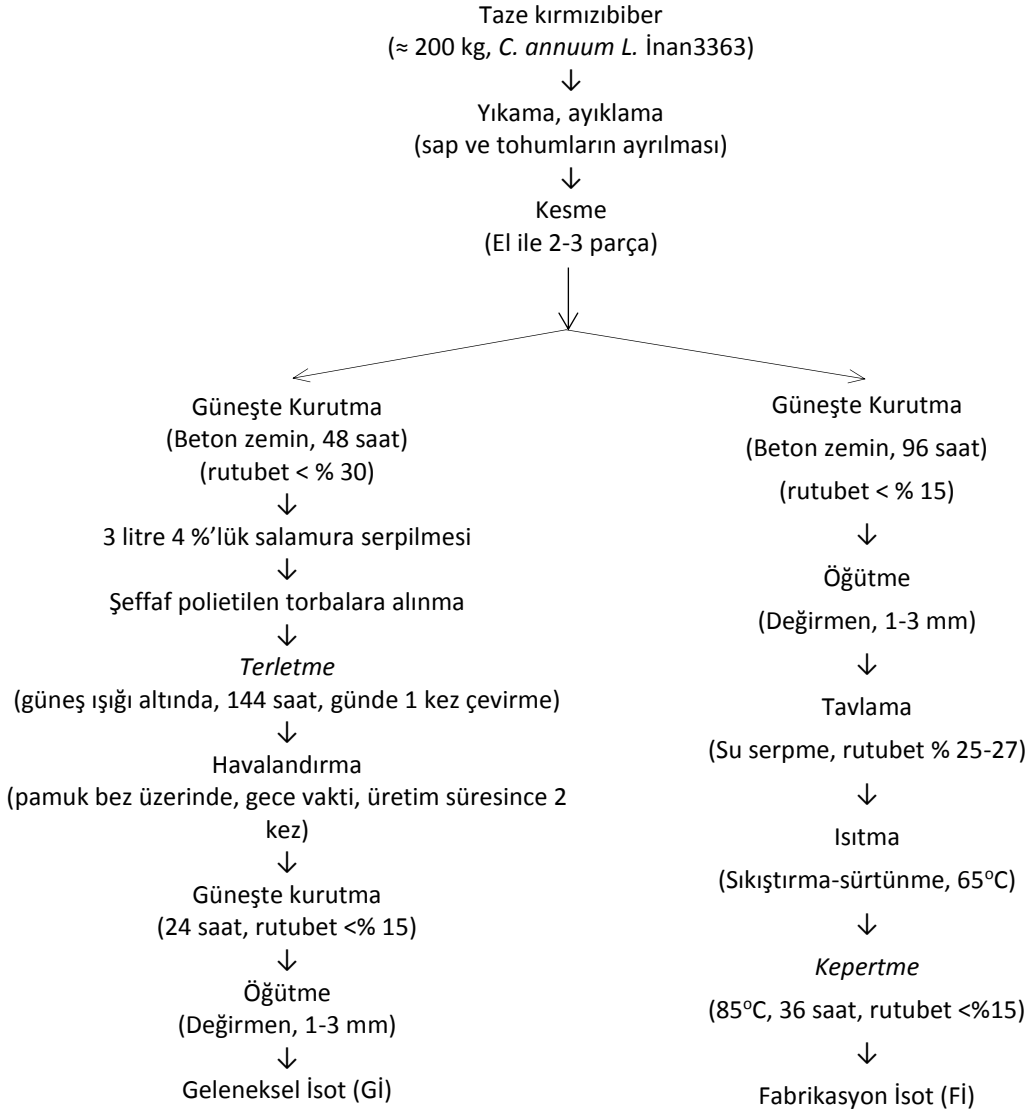 Taze kırmızıbiber
(≈ 200 kg, C. annuum L. İnan3363)
↓
Yıkama, ayıklama
(sap ve tohumların ayrılması)
↓
Kesme
(El ile 2-3 parça)
Güneşte Kurutma
(Beton zemin, 48 saat)
(rutubet < % 30)
↓
3 litre 4 %’lük salamura serpilmesi
↓
Şeffaf polietilen torbalara alınma
↓
Terletme
(güneş ışığı altında, 144 saat, günde 1 kez çevirme)
↓
Havalandırma
(pamuk bez üzerinde, gece vakti, üretim süresince 2
kez)
↓
Güneşte kurutma
(24 saat, rutubet <% 15)
↓
Öğütme
(Değirmen, 1-3 mm)
↓
Geleneksel İsot (Gİ)
Güneşte Kurutma
(Beton zemin, 96 saat)
(rutubet < % 15)
↓
Öğütme
(Değirmen, 1-3 mm)
↓
Tavlama
(Su serpme, rutubet % 25-27)
↓
Isıtma
(Sıkıştırma-sürtünme, 65°C)
↓
Kepertme
(85°C, 36 saat, rutubet <%15)
↓
Fabrikasyon İsot (Fİ)